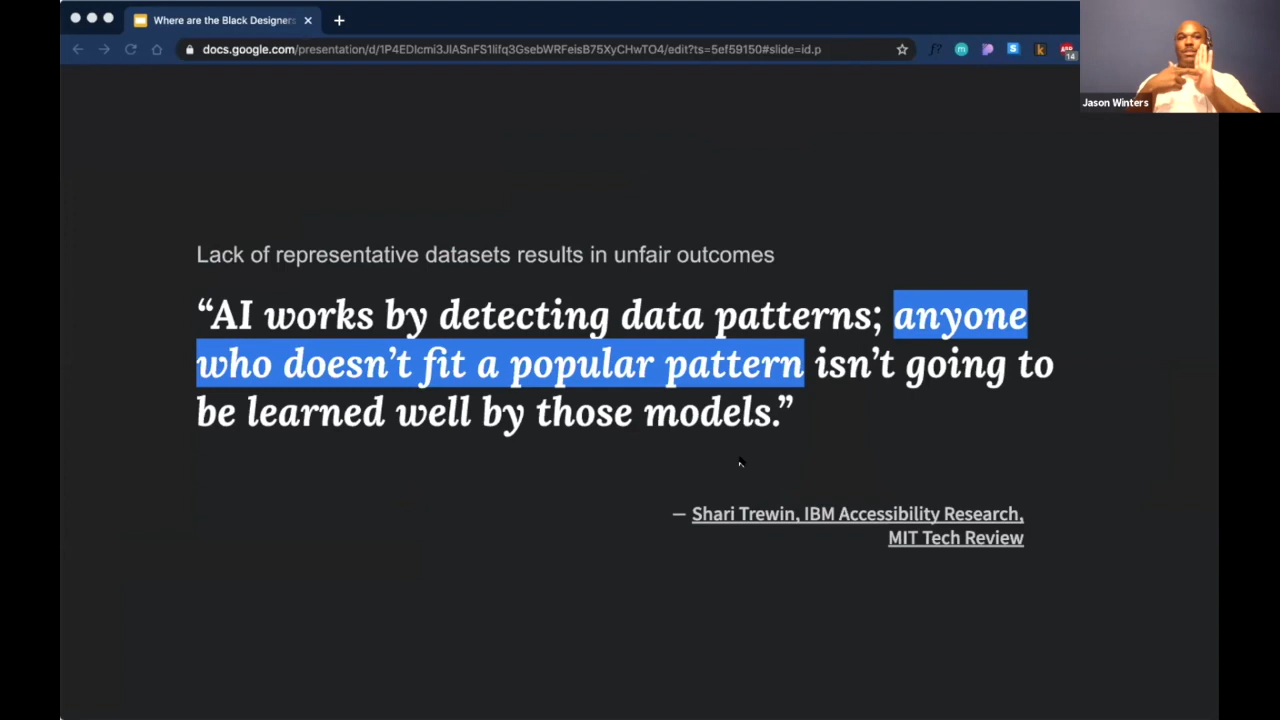 Where are the Black Designers
docs.google.com/presentation/d/1P4EDIcmi3JIASnFS1lifq3GsebWRFeisB75XyCHwTO4/edit?ts=5ef59150#slide=id.p
f?
m
S
k
14
Jason Winters
Lack of representative datasets results in unfair outcomes
“AI works by detecting data patterns; anyone
who doesn’t fit a popular pattern isn’t going to
be learned well by those models.”
— Shari Trewin, IBM Accessibility Research,
MIT Tech Review